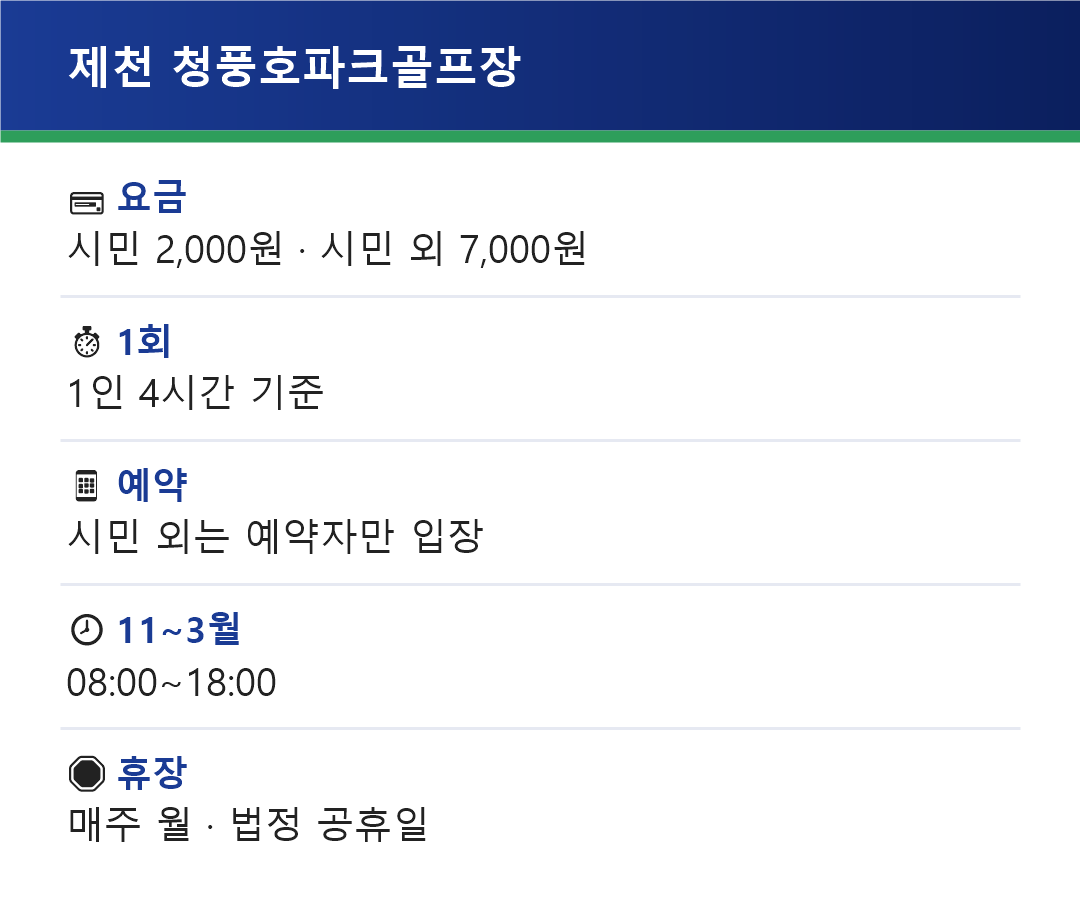 제천 청풍호파크골프장
요금
시민 2,000원 · 시민 외 7,000원
1회
1인 4시간 기준
예약
시민 외는 예약자만 입장
11~3월
08:00~18:00
휴장
매주 월 · 법정 공휴일